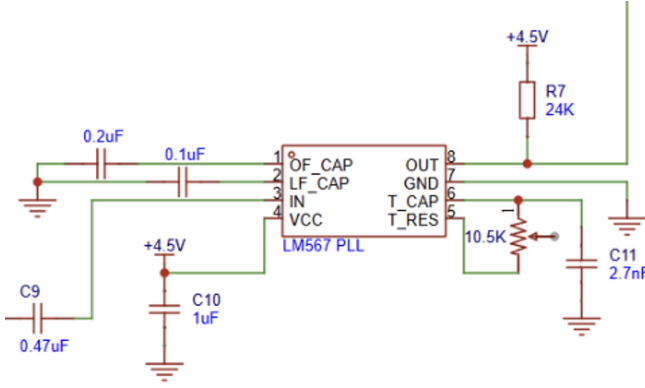 +4.5V
R7
24K
0.2uF
0.1uF
1 OF_CAP OUT 8
2 LF_CAP GND 7
3 IN T_CAP 6
4 VCC T_RES 5
LM567 PLL
1
10.5K
+4.5V
C11
2.7nF
C9
0.47uF
C10
1uF